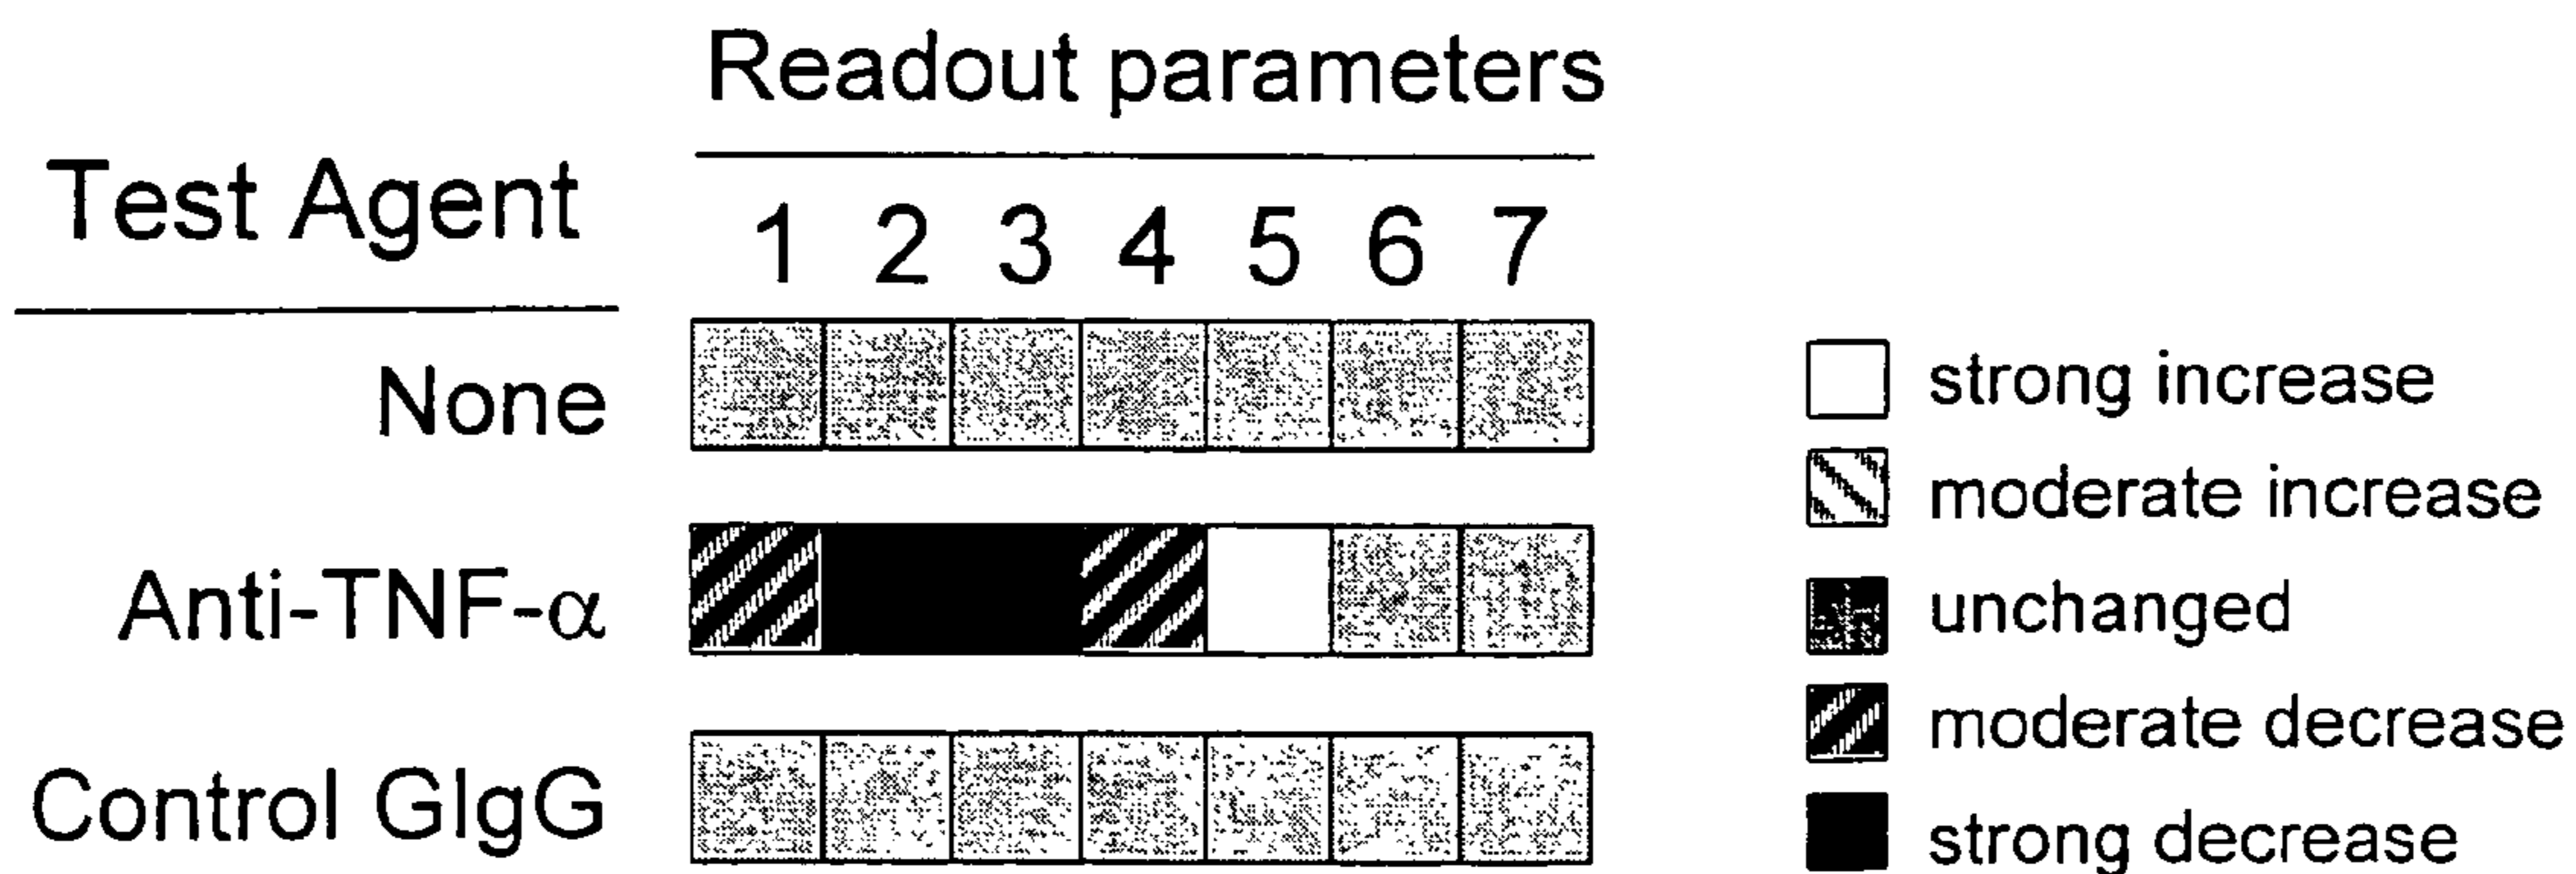 Readout parameters
Test Agent
1 2 3 4 5 6 7
None
Anti-TNF-α
Control GIgG
strong increase
moderate increase
unchanged
moderate decrease
strong decrease